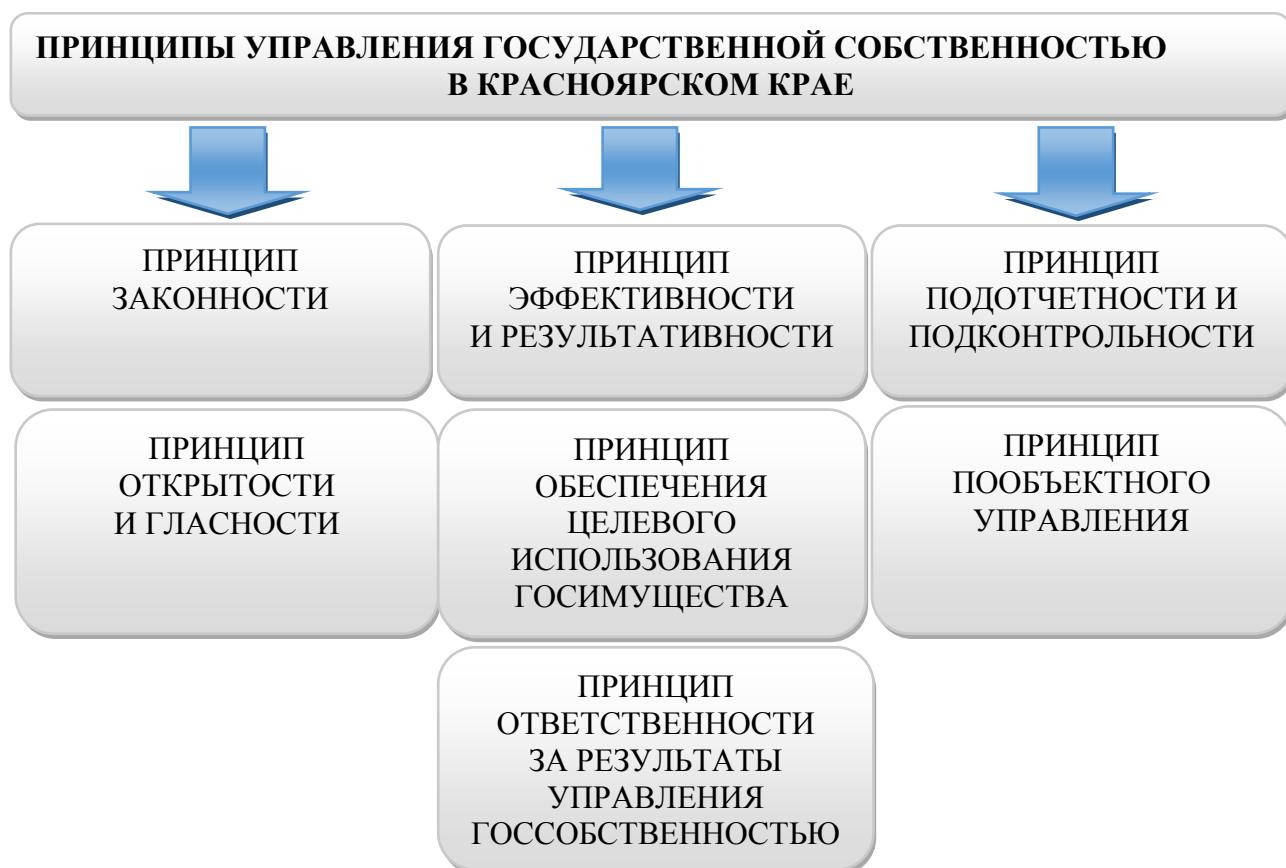 ПРИНЦИПЫ УПРАВЛЕНИЯ ГОСУДАРСТВЕННОЙ СОБСТВЕННОСТЬЮ
В КРАСНОЯРСКОМ КРАЕ
ПРИНЦИП
ЗАКОННОСТИ
ПРИНЦИП
ЭФФЕКТИВНОСТИ
И РЕЗУЛЬТАТИВНОСТИ
ПРИНЦИП
ПОДОТЧЕТНОСТИ И
ПОДКОНТРОЛЬНОСТИ
ПРИНЦИП
ОТКРЫТОСТИ
И ГЛАСНОСТИ
ПРИНЦИП
ОБЕСПЕЧЕНИЯ
ЦЕЛЕВОГО
ИСПОЛЬЗОВАНИЯ
ГОСИМУЩЕСТВА
ПРИНЦИП
ПООБЪЕКТНОГО
УПРАВЛЕНИЯ
ПРИНЦИП
ОТВЕТСТВЕННОСТИ
ЗА РЕЗУЛЬТАТЫ
УПРАВЛЕНИЯ
ГОССОБСТВЕННОСТЬЮ